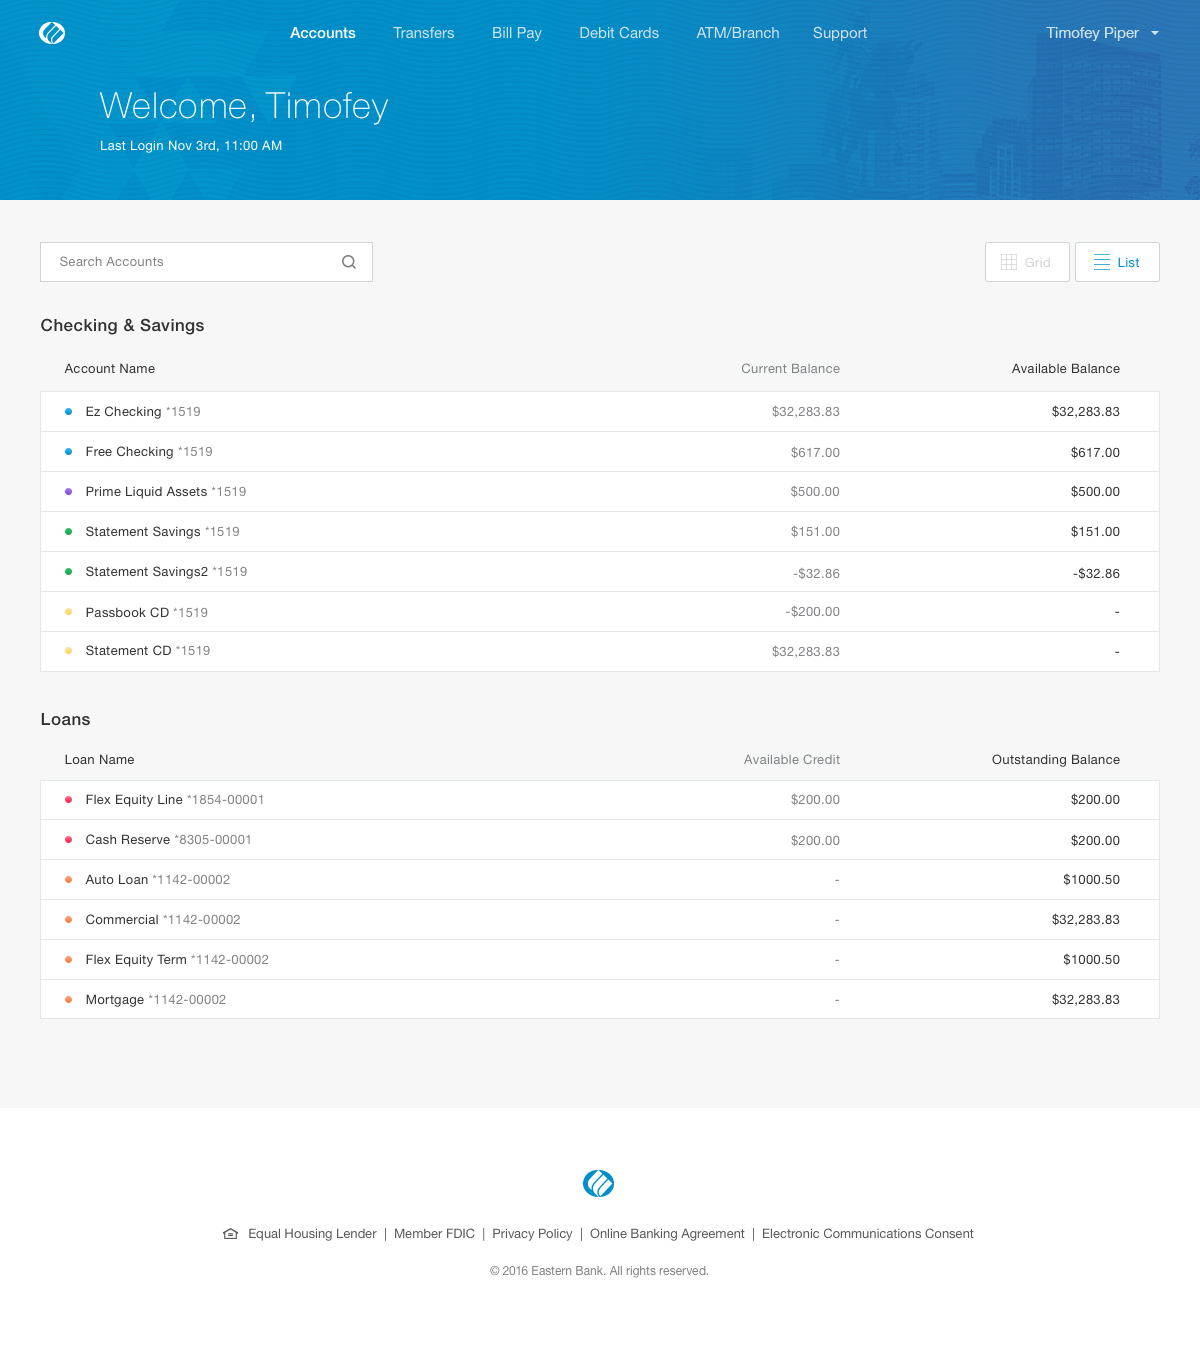 Accounts Transfers Bill Pay Debit Cards ATM/Branch Support Timofey Piper
Welcome, Timofey
Last Login Nov 3rd, 11:00 AM
Search Accounts Grid List
Checking & Savings
Account Name Current Balance Available Balance
Ez Checking *1519 $32,283.83 $32,283.83
Free Checking *1519 $617.00 $617.00
Prime Liquid Assets *1519 $500.00 $500.00
Statement Savings *1519 $151.00 $151.00
Statement Savings2 *1519 -$32.86 -$32.86
Passbook CD *1519 -$200.00 -
Statement CD *1519 $32,283.83 -
Loans
Loan Name Available Credit Outstanding Balance
Flex Equity Line *1854-00001 $200.00 $200.00
Cash Reserve *8305-00001 $200.00 $200.00
Auto Loan *1142-00002 - $1000.50
Commercial *1142-00002 - $32,283.83
Flex Equity Term *1142-00002 - $1000.50
Mortgage *1142-00002 - $32,283.83
Equal Housing Lender | Member FDIC | Privacy Policy | Online Banking Agreement | Electronic Communications Consent
© 2016 Eastern Bank. All rights reserved.